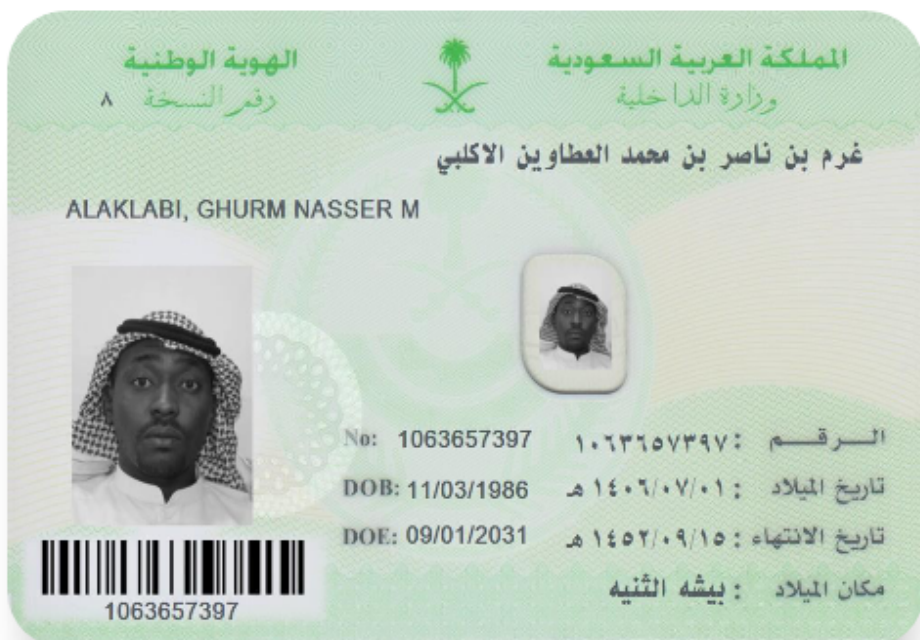 المملكة العربية السعودية
وزارة الداخلية
الهوية الوطنية
رقم النسخة ٨
غرم بن ناصر بن محمد العطاوين الاكلبي
ALAKLABI, GHURM NASSER M
الـرقـــم : ١٠٦٣٦٥٧٣٩٧ No: 1063657397
تاريخ الميلاد : ١٤٠٦/٠٧/٠١ هـ DOB: 11/03/1986
تاريخ الانتهاء : ١٤٥٢/٠٩/١٥ هـ DOE: 09/01/2031
مكان الميلاد : بيشه الثنيه
1063657397